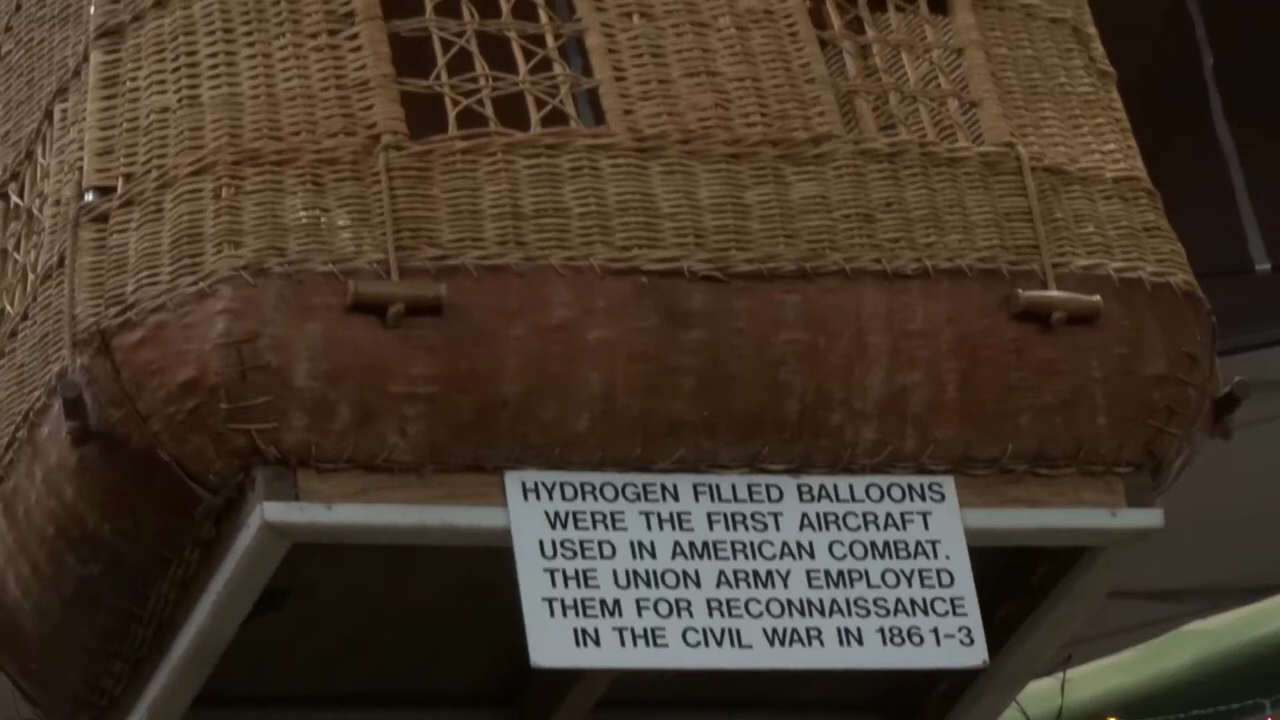 HYDROGEN FILLED BALLOONS
WERE THE FIRST AIRCRAFT
USED IN AMERICAN COMBAT.
THE UNION ARMY EMPLOYED
THEM FOR RECONNAISSANCE
IN THE CIVIL WAR IN 1861-3